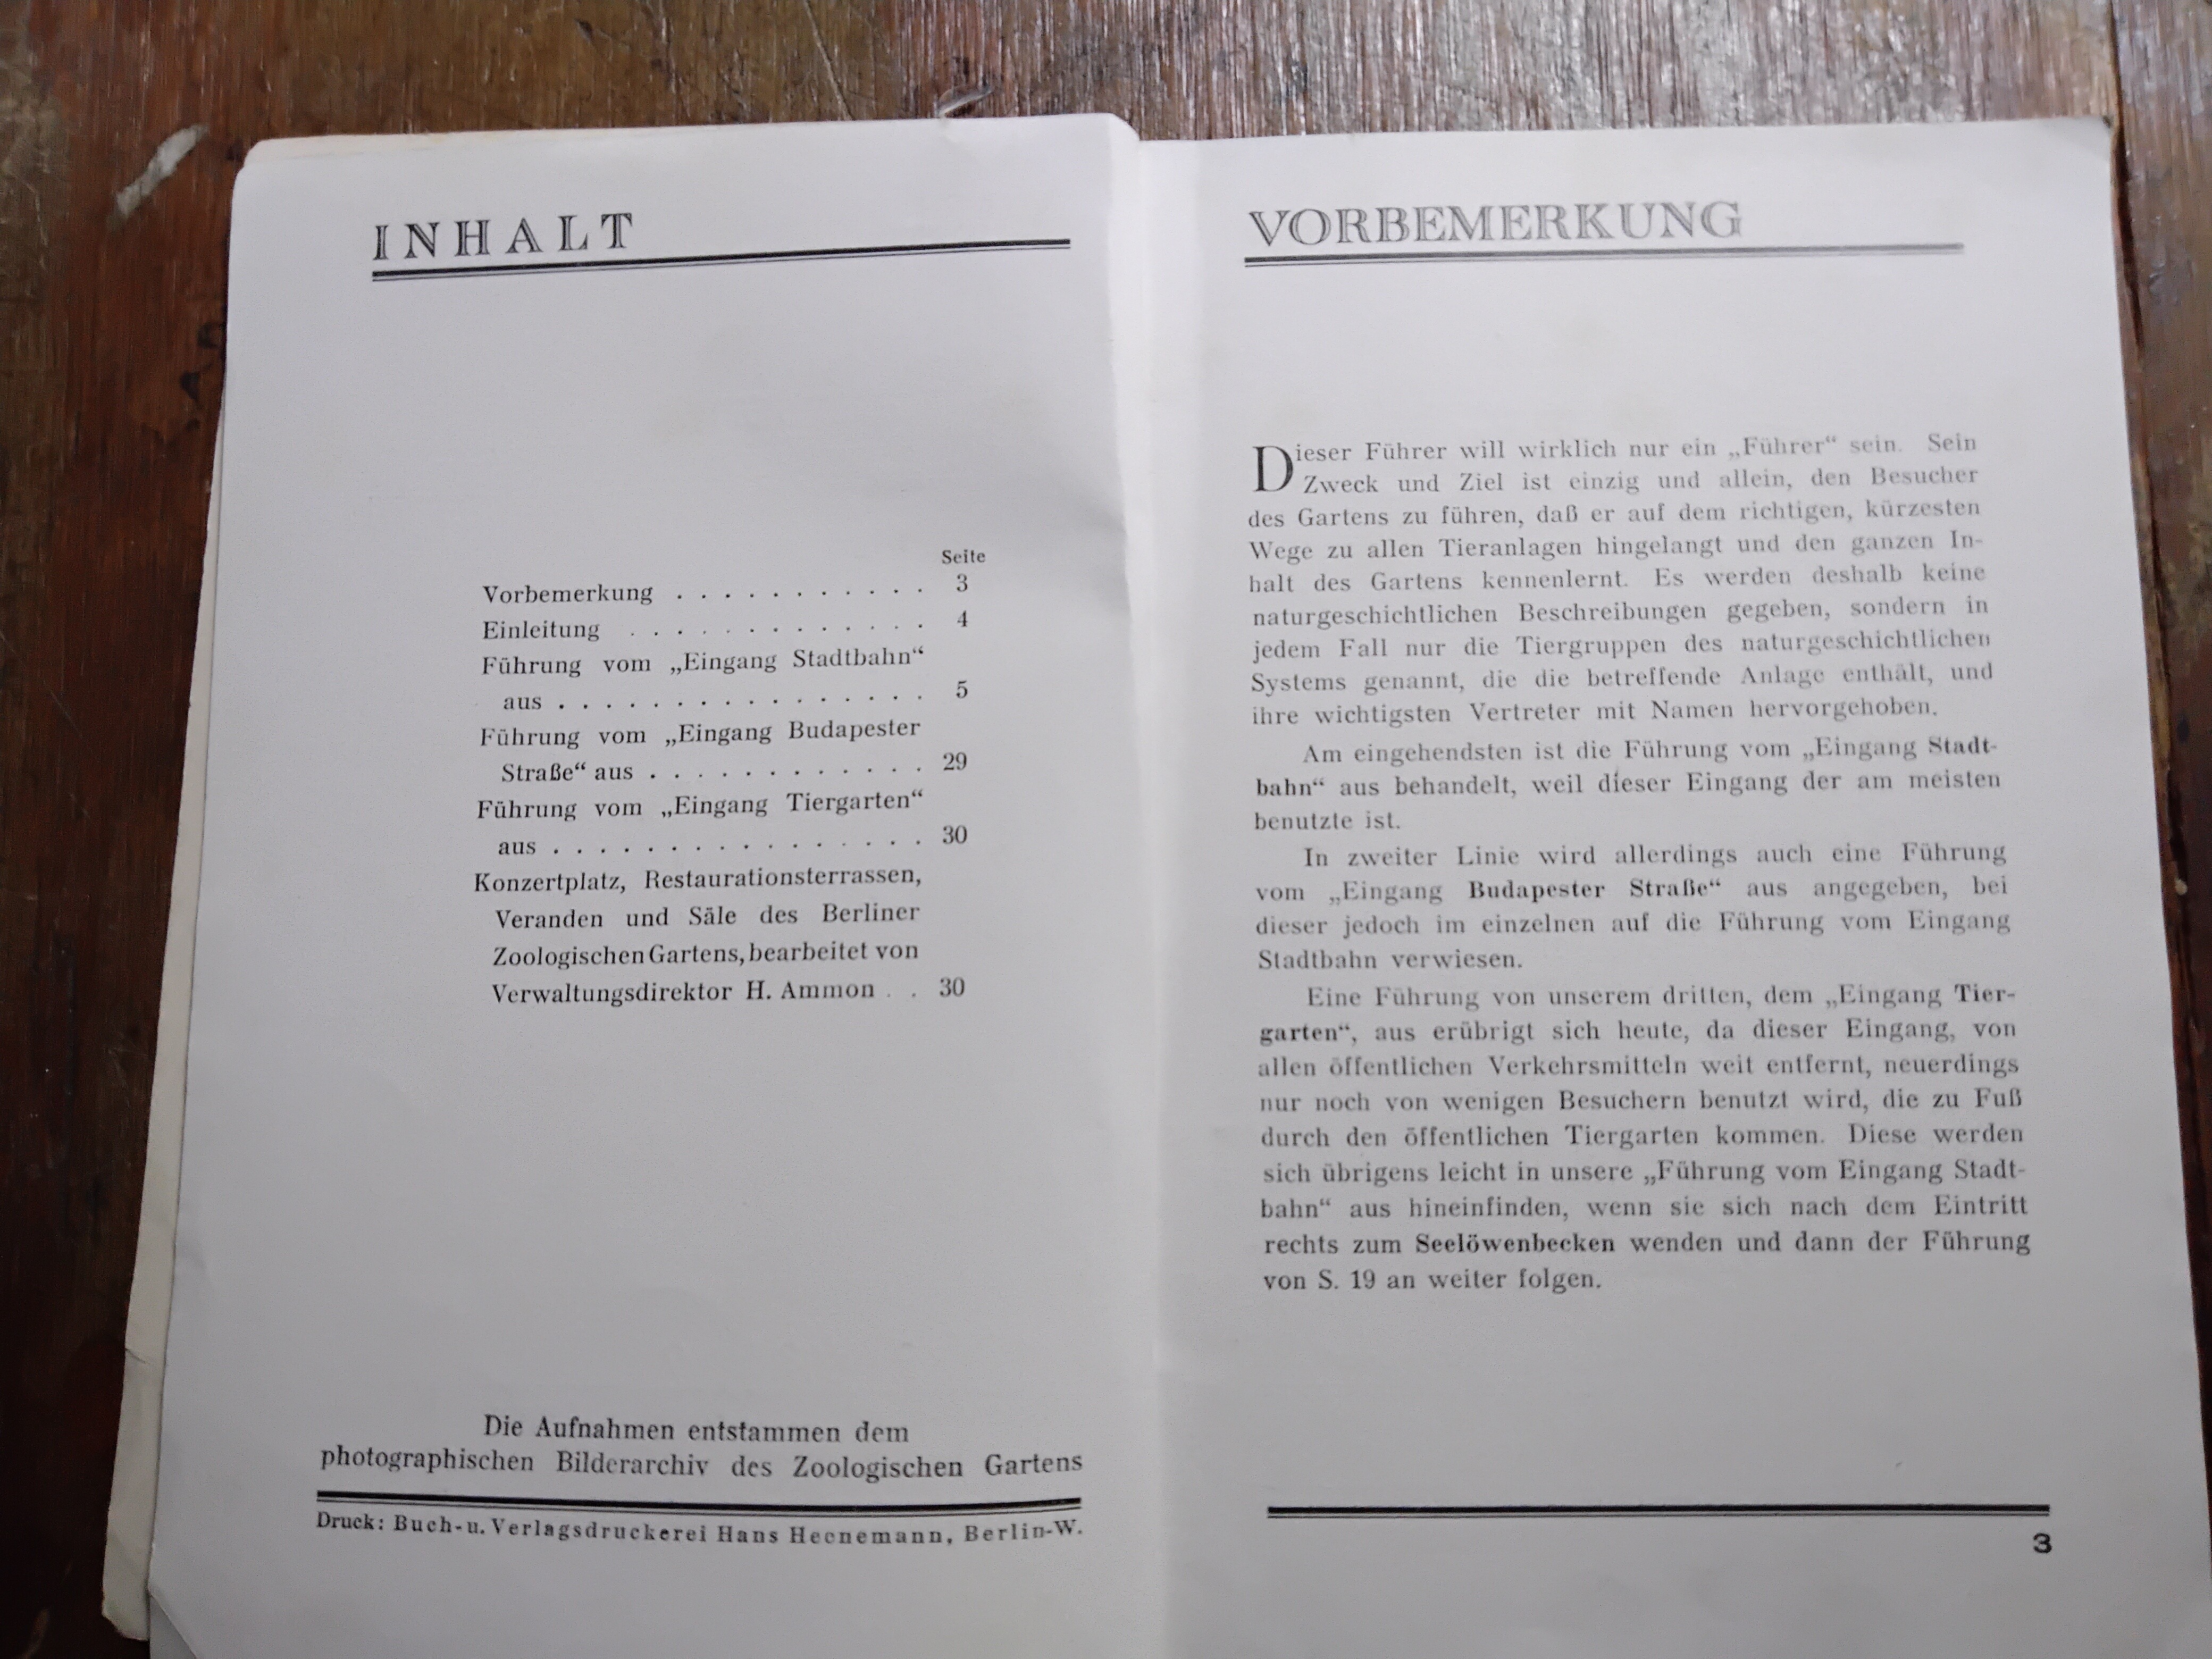 INHALT
Seite
Vorbemerkung . . . . . . . . . . . 3
Einleitung . . . . . . . . . . . . . 4
Führung vom „Eingang Stadtbahn“
aus . . . . . . . . . . . . . . . . 5
Führung vom „Eingang Budapester
Straße“ aus . . . . . . . . . . . . 29
Führung vom „Eingang Tiergarten“
aus . . . . . . . . . . . . . . . . 30
Konzertplatz, Restaurationsterrassen,
Veranden und Säle des Berliner
Zoologischen Gartens, bearbeitet von
Verwaltungsdirektor H. Ammon . . 30
Die Aufnahmen entstammen dem
photographischen Bilderarchiv des Zoologischen Gartens
Druck: Buch- u. Verlagsdruckerei Hans Heenemann, Berlin-W.
VORBEMERKUNG
Dieser Führer will wirklich nur ein „Führer“ sein. Sein
Zweck und Ziel ist einzig und allein, den Besucher
des Gartens zu führen, daß er auf dem richtigen, kürzesten
Wege zu allen Tieranlagen hingelangt und den ganzen In-
halt des Gartens kennenlernt. Es werden deshalb keine
naturgeschichtlichen Beschreibungen gegeben, sondern in
jedem Fall nur die Tiergruppen des naturgeschichtlichen
Systems genannt, die die betreffende Anlage enthält, und
ihre wichtigsten Vertreter mit Namen hervorgehoben.
Am eingehendsten ist die Führung vom „Eingang Stadt-
bahn“ aus behandelt, weil dieser Eingang der am meisten
benutzte ist.
In zweiter Linie wird allerdings auch eine Führung
vom „Eingang Budapester Straße“ aus angegeben, bei
dieser jedoch im einzelnen auf die Führung vom Eingang
Stadtbahn verwiesen.
Eine Führung von unserem dritten, dem „Eingang Tier-
garten“, aus erübrigt sich heute, da dieser Eingang, von
allen öffentlichen Verkehrsmitteln weit entfernt, neuerdings
nur noch von wenigen Besuchern benutzt wird, die zu Fuß
durch den öffentlichen Tiergarten kommen. Diese werden
sich übrigens leicht in unsere „Führung vom Eingang Stadt-
bahn“ aus hineinfinden, wenn sie sich nach dem Eintritt
rechts zum Seelöwenbecken wenden und dann der Führung
von S. 19 an weiter folgen.
3